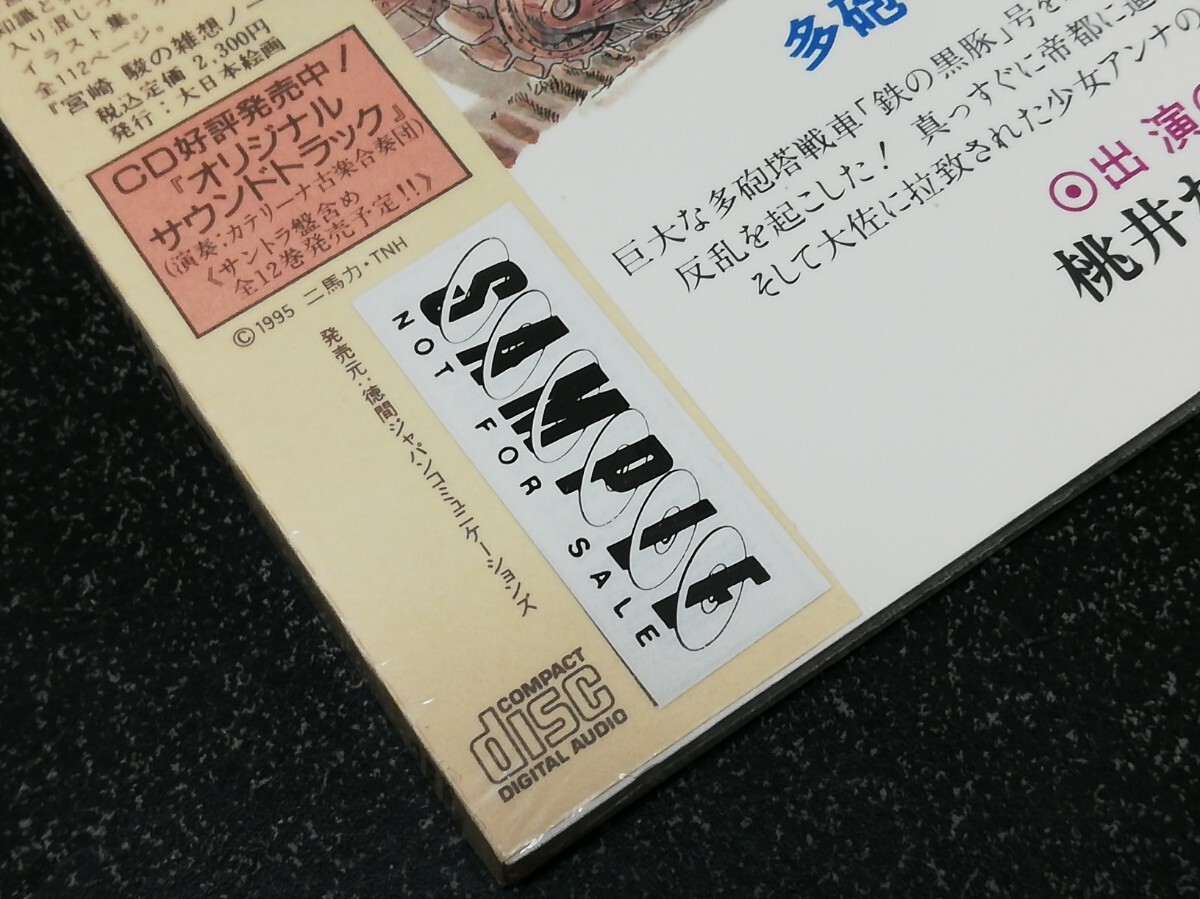 入り混じっ
イラスト集。
全112ページ。
『宮崎 駿の雑想ノー
税込定価 2,300円
発行：大日本絵画
CD好評発売中！
『オリジナル
サウンドトラック』
(演奏:カテリーナ古楽合奏団)
《サントラ盤含め
全12巻発売予定!!》
©1995 二馬力・TNH
発売元：徳間ジャパンコミュニケーションズ
SAMPLE
NOT FOR SALE
COMPACT
disc
DIGITAL AUDIO
多砲
巨大な多砲塔戦車「鉄の黒豚」号を
反乱を起こした！ 真っすぐに帝都に迫
そして大佐に拉致された少女アンナの
◉出演
桃井